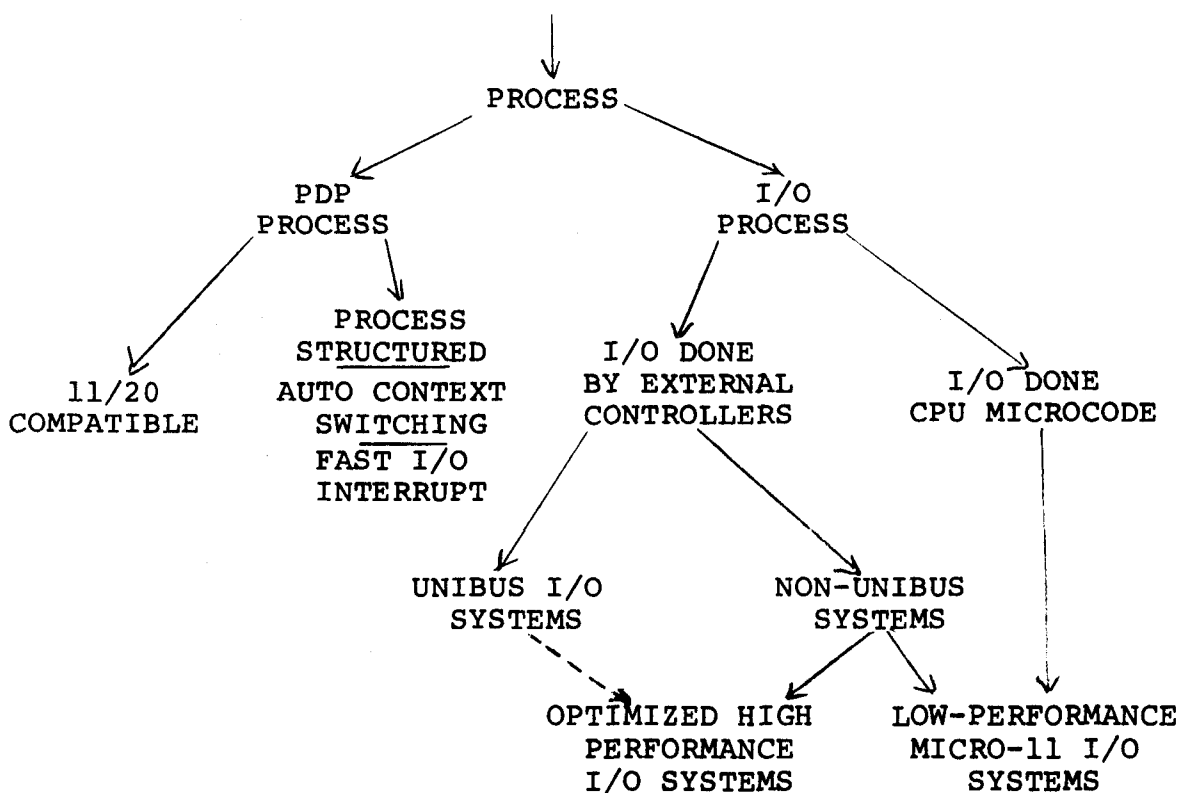 PROCESS
PDP
PROCESS
I/O
PROCESS
11/20
COMPATIBLE
PROCESS
STRUCTURED
AUTO CONTEXT
SWITCHING
FAST I/O
INTERRUPT
I/O DONE
BY EXTERNAL
CONTROLLERS
I/O DONE
CPU MICROCODE
UNIBUS I/O
SYSTEMS
NON-UNIBUS
SYSTEMS
OPTIMIZED HIGH
PERFORMANCE
I/O SYSTEMS
LOW-PERFORMANCE
MICRO-11 I/O
SYSTEMS